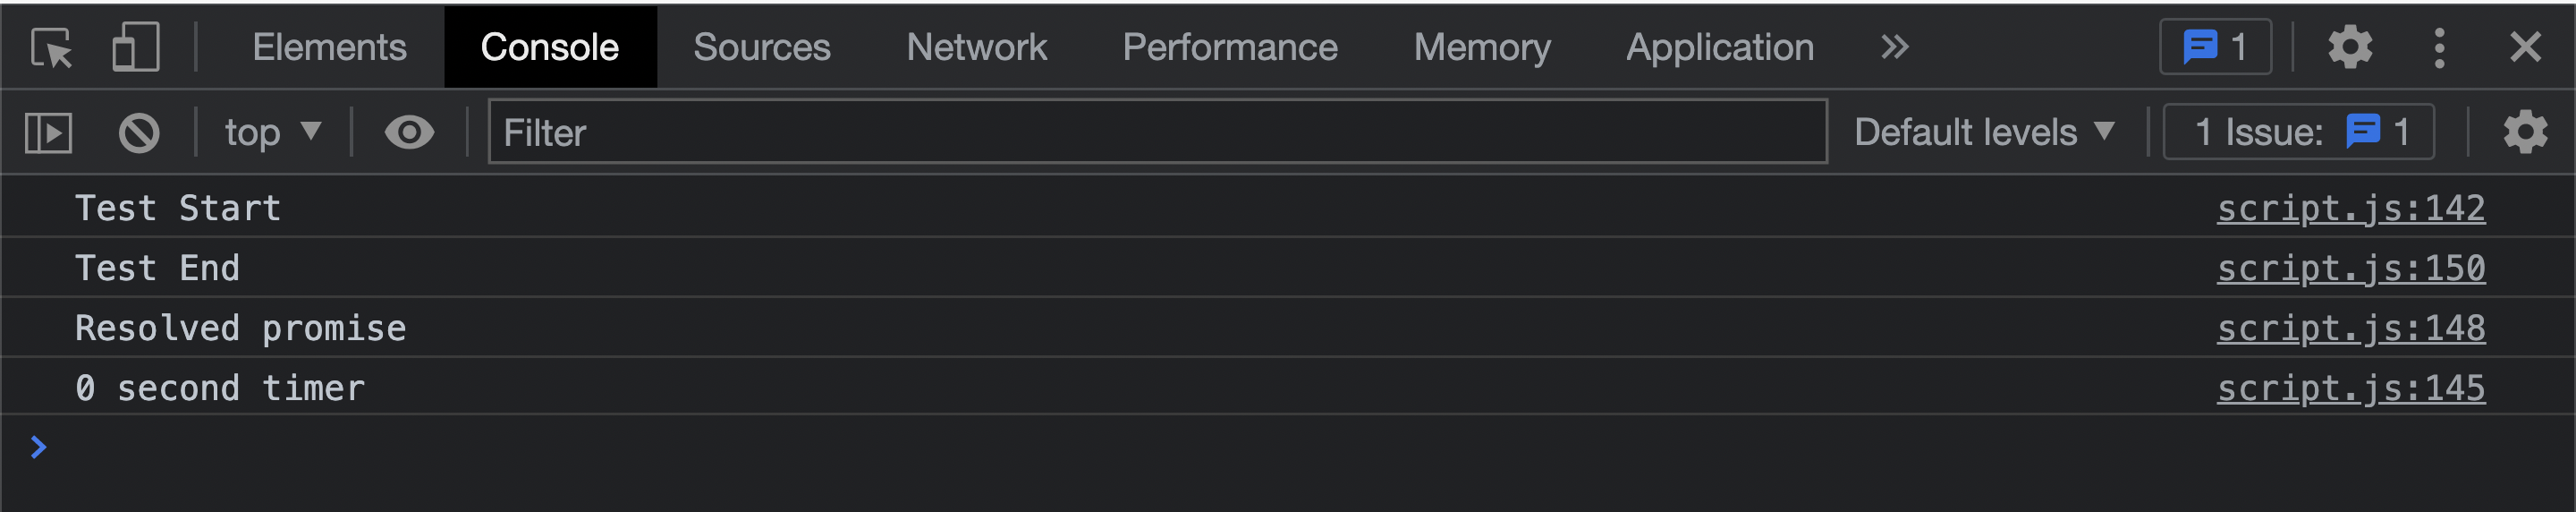 Elements Console Sources Network Performance Memory Application 1
top Filter Default levels 1 Issue: 1
Test Start script.js:142
Test End script.js:150
Resolved promise script.js:148
0 second timer script.js:145